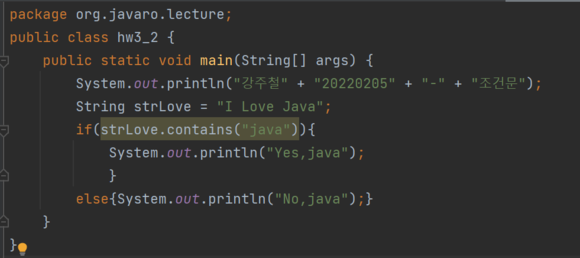 package org.javaro.lecture;
public class hw3_2 {
public static void main(String[] args) {
System.out.println("강주철" + "20220205" + "-" + "조건문");
String strLove = "I Love Java";
if(strLove.contains("java")){
System.out.println("Yes,java");
}
else{System.out.println("No,java");}
}
}